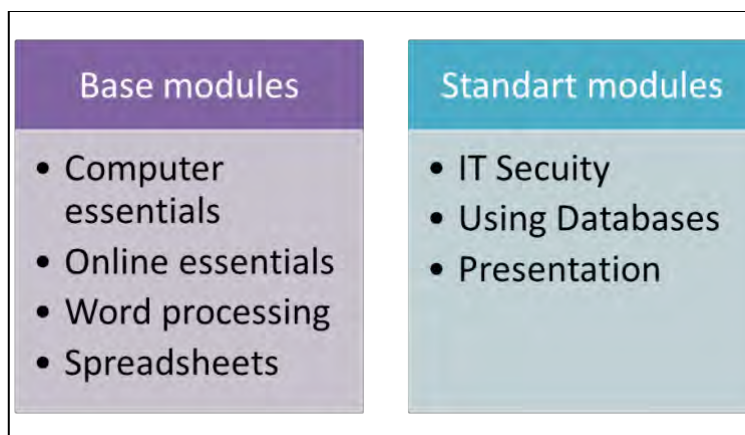 Base modules
• Computer
essentials
• Online essentials
• Word processing
• Spreadsheets
Standart modules
• IT Secuity
• Using Databases
• Presentation